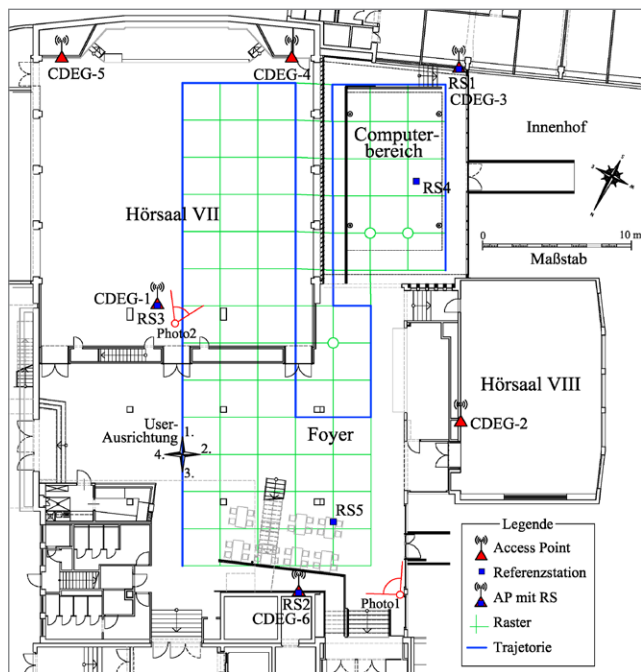 CDEG-5
CDEG-4
RS1
CDEG-3
Computer-
bereich
Innenhof
RS4
Hörsaal VII
0
10 m
Maßstab
CDEG-1
RS3
Photo2
Hörsaal VIII
User-
Ausrichtung
1.
2.
3.
4.
Foyer
CDEG-2
RS5
RS2
CDEG-6
Photo1
Legende
Access Point
Referenzstation
AP mit RS
Raster
Trajetorie